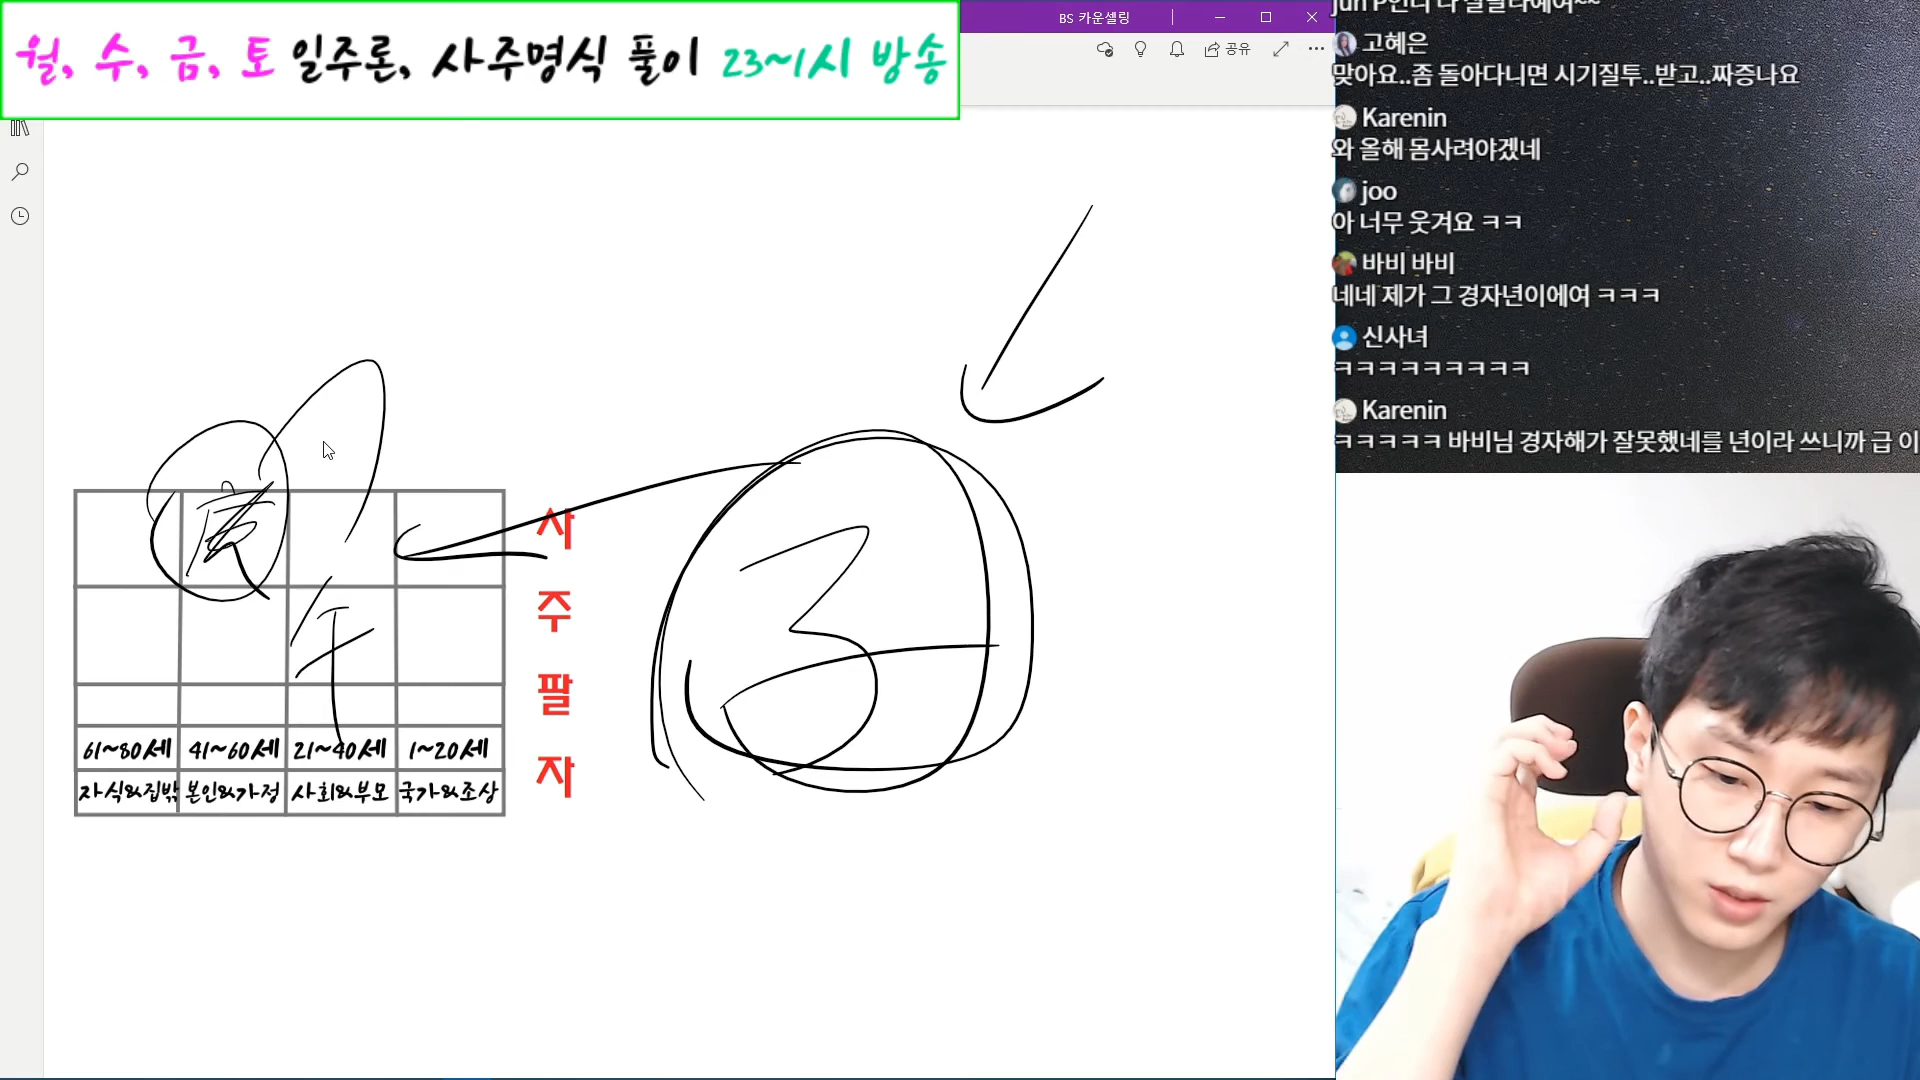 월, 수, 금, 토 일주론, 사주명식 풀이 23~1시 방송
BS 카운셀링
공유
고혜은
맞아요..좀 돌아다니면 시기질투..받고..짜증나요
Karenin
와 올해 몸사려야겠네
joo
아 너무 웃겨요 ㅋㅋ
바비 바비
네네 제가 그 경자년이에여 ㅋㅋㅋ
신사녀
ㅋㅋㅋㅋㅋㅋㅋㅋㅋ
Karenin
ㅋㅋㅋㅋㅋ 바비님 경자해가 잘못했네를 년이라 쓰니까 급 이
庚
午
61~80세 41~60세 21~40세 1~20세
자식&집밖 본인&가정 사회&부모 국가&조상
사
주
팔
자
3